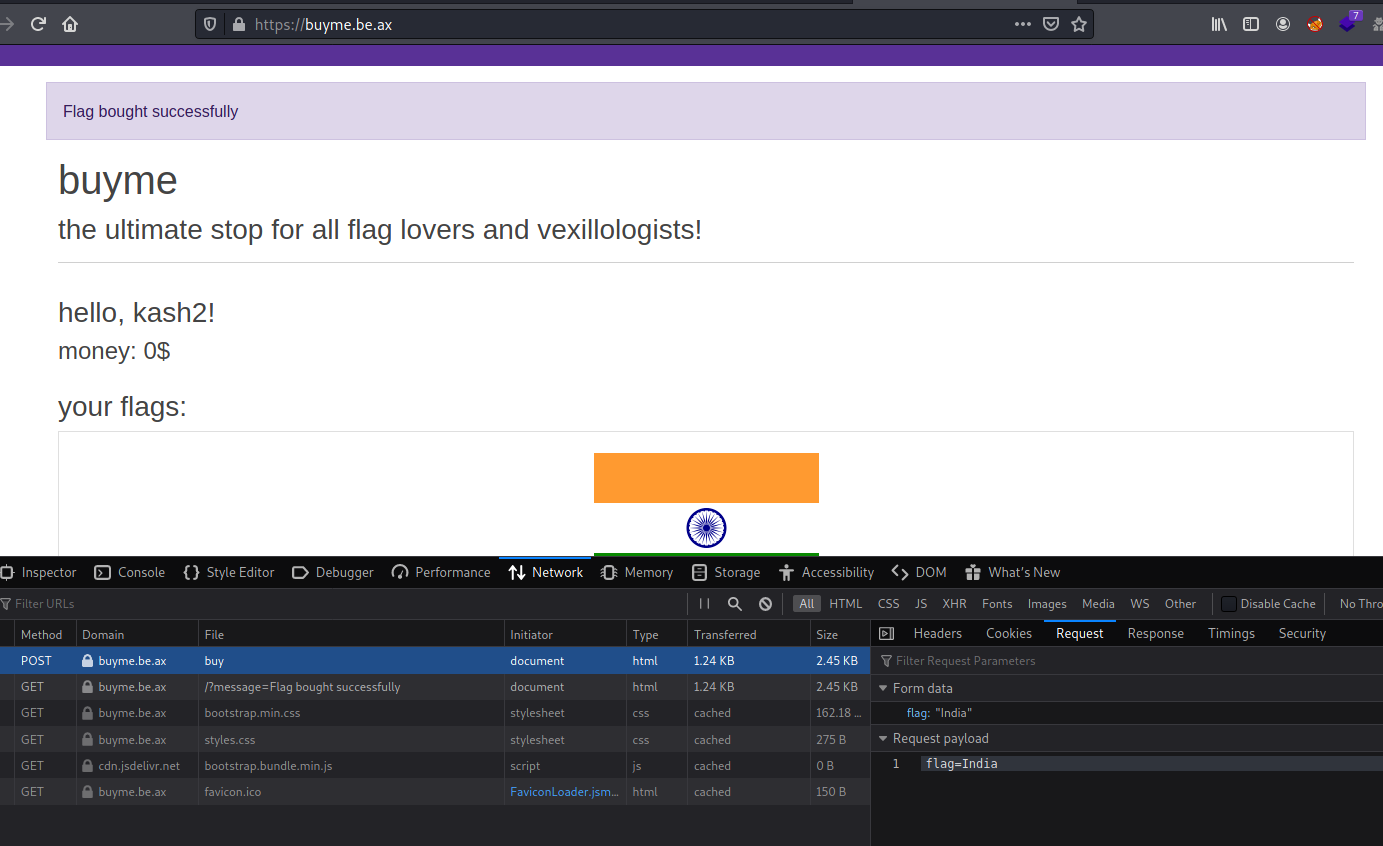 https://buyme.be.ax
7
Flag bought successfully
buyme
the ultimate stop for all flag lovers and vexillologists!
hello, kash2!
money: 0$
your flags:
Inspector Console Style Editor Debugger Performance Network Memory Storage Accessibility DOM What's New
Filter URLs All HTML CSS JS XHR Fonts Images Media WS Other Disable Cache No Thro
Method Domain File Initiator Type Transferred Size
POST buyme.be.ax buy document html 1.24 KB 2.45 KB
GET buyme.be.ax /?message=Flag bought successfully document html 1.24 KB 2.45 KB
GET buyme.be.ax bootstrap.min.css stylesheet css cached 162.18 ...
GET buyme.be.ax styles.css stylesheet css cached 275 B
GET cdn.jsdelivr.net bootstrap.bundle.min.js script js cached 0 B
GET buyme.be.ax favicon.ico FaviconLoader.jsm... html cached 150 B
Headers Cookies Request Response Timings Security
Filter Request Parameters
Form data
flag: "India"
Request payload
1 flag=India